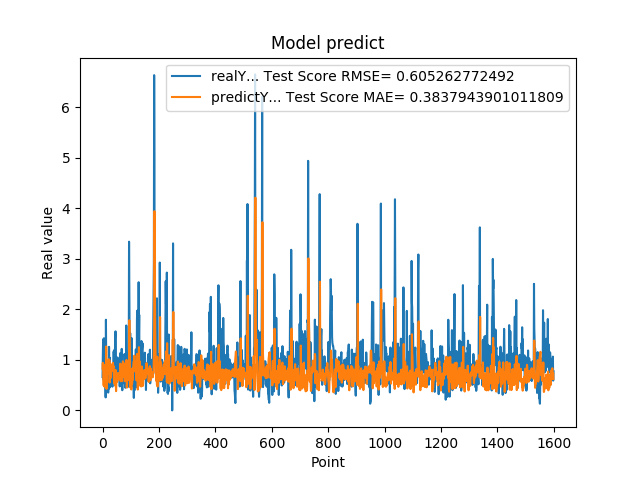 Model predict
realY... Test Score RMSE= 0.605262772492
predictY... Test Score MAE= 0.3837943901011809
Real value
6
5
4
3
2
1
0
0 200 400 600 800 1000 1200 1400 1600
Point